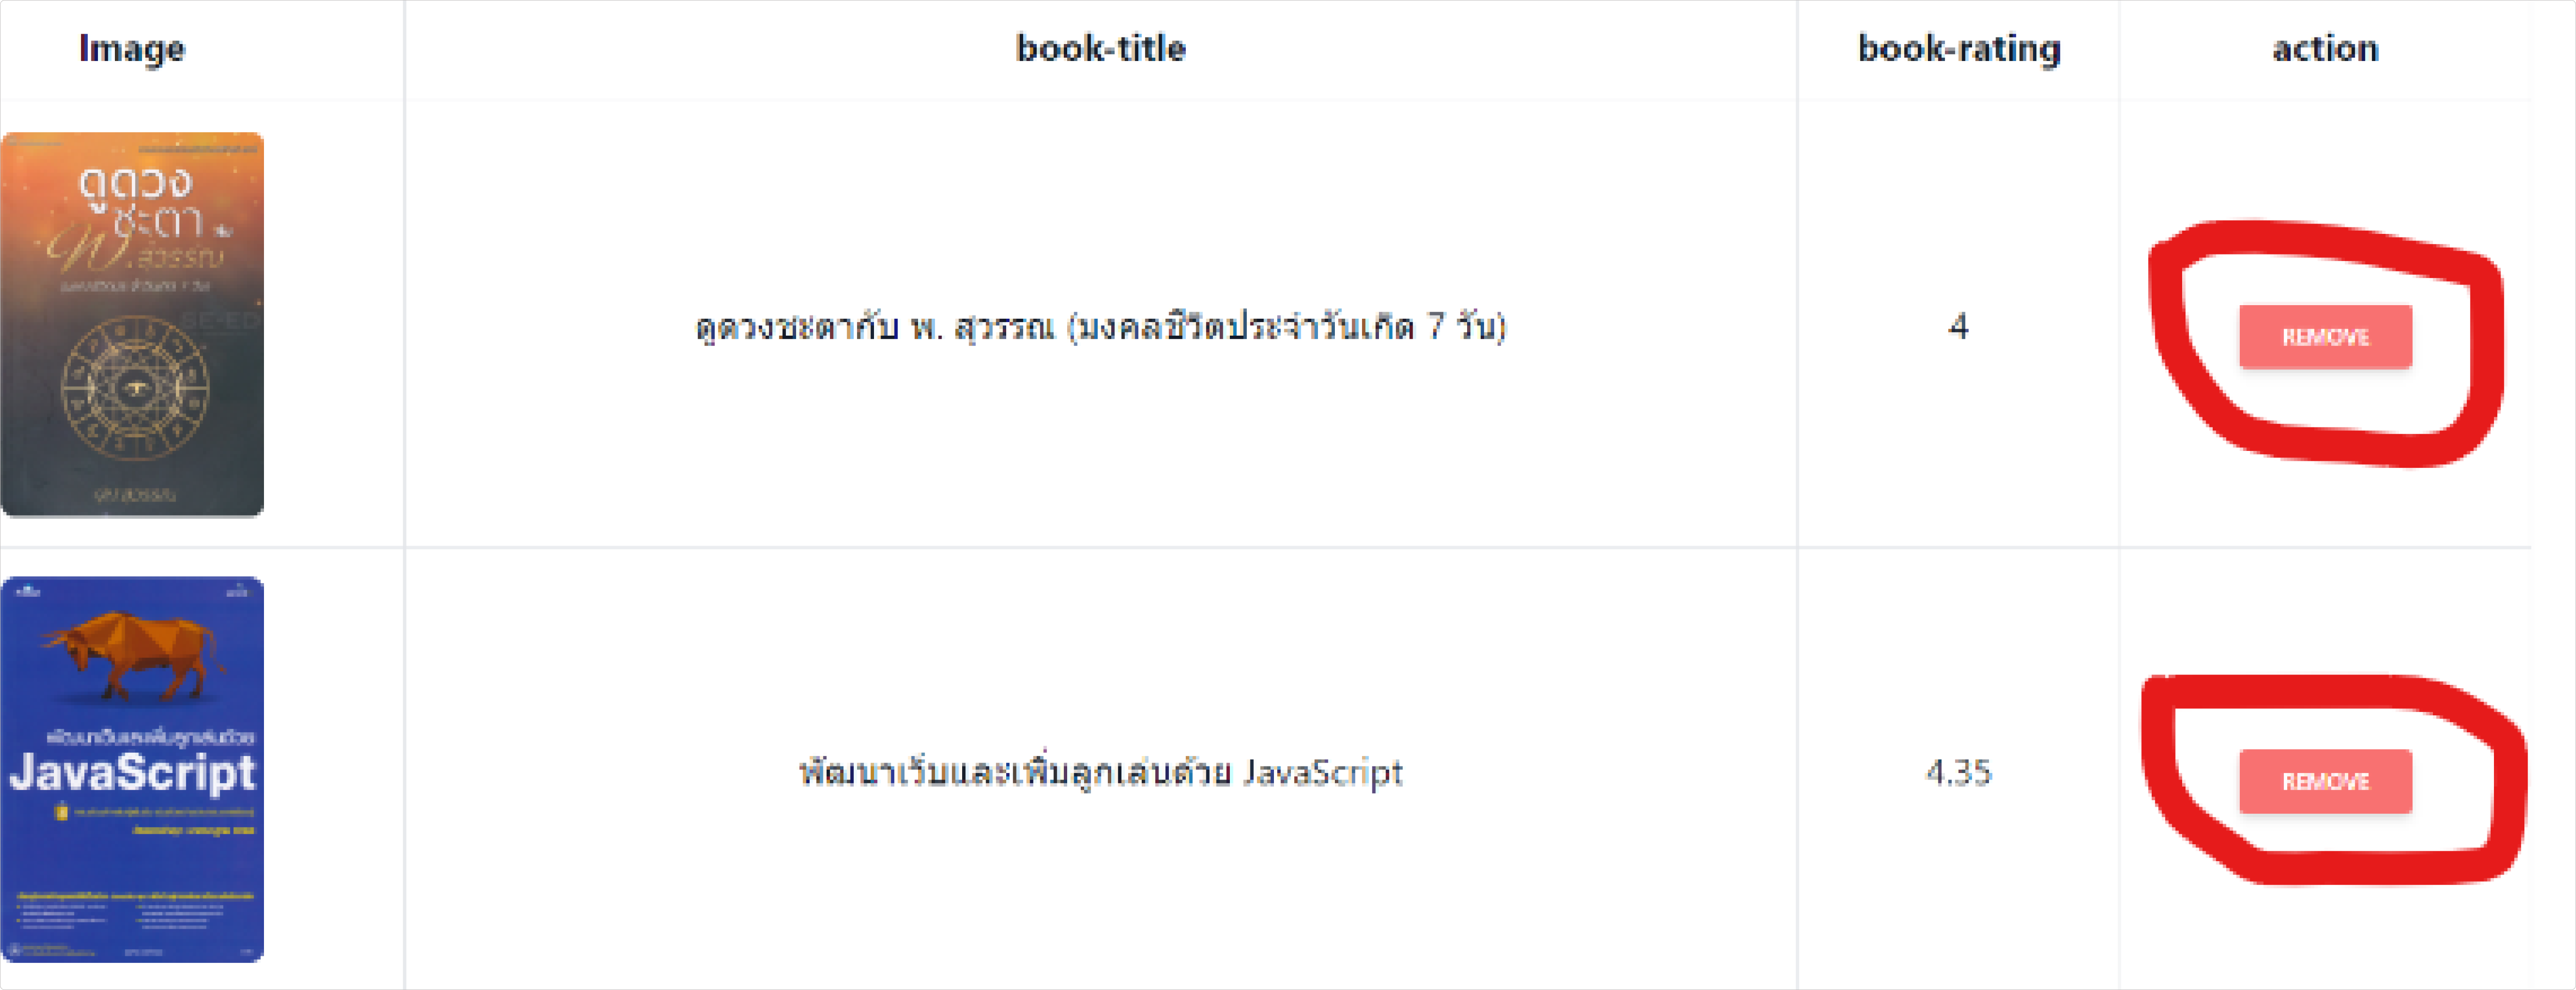 Image book-title book-rating action
ดูดวง
ชะตา
พ. สุวรรณ
SE-ED
ดูดวงชะตากับ พ. สุวรรณ (มงคลชีวิตประจำวันเกิด 7 วัน) 4 REMOVE
พัฒนาเว็บและเพิ่มลูกเล่นด้วย
JavaScript
พัฒนาเว็บและเพิ่มลูกเล่นด้วย JavaScript 4.35 REMOVE